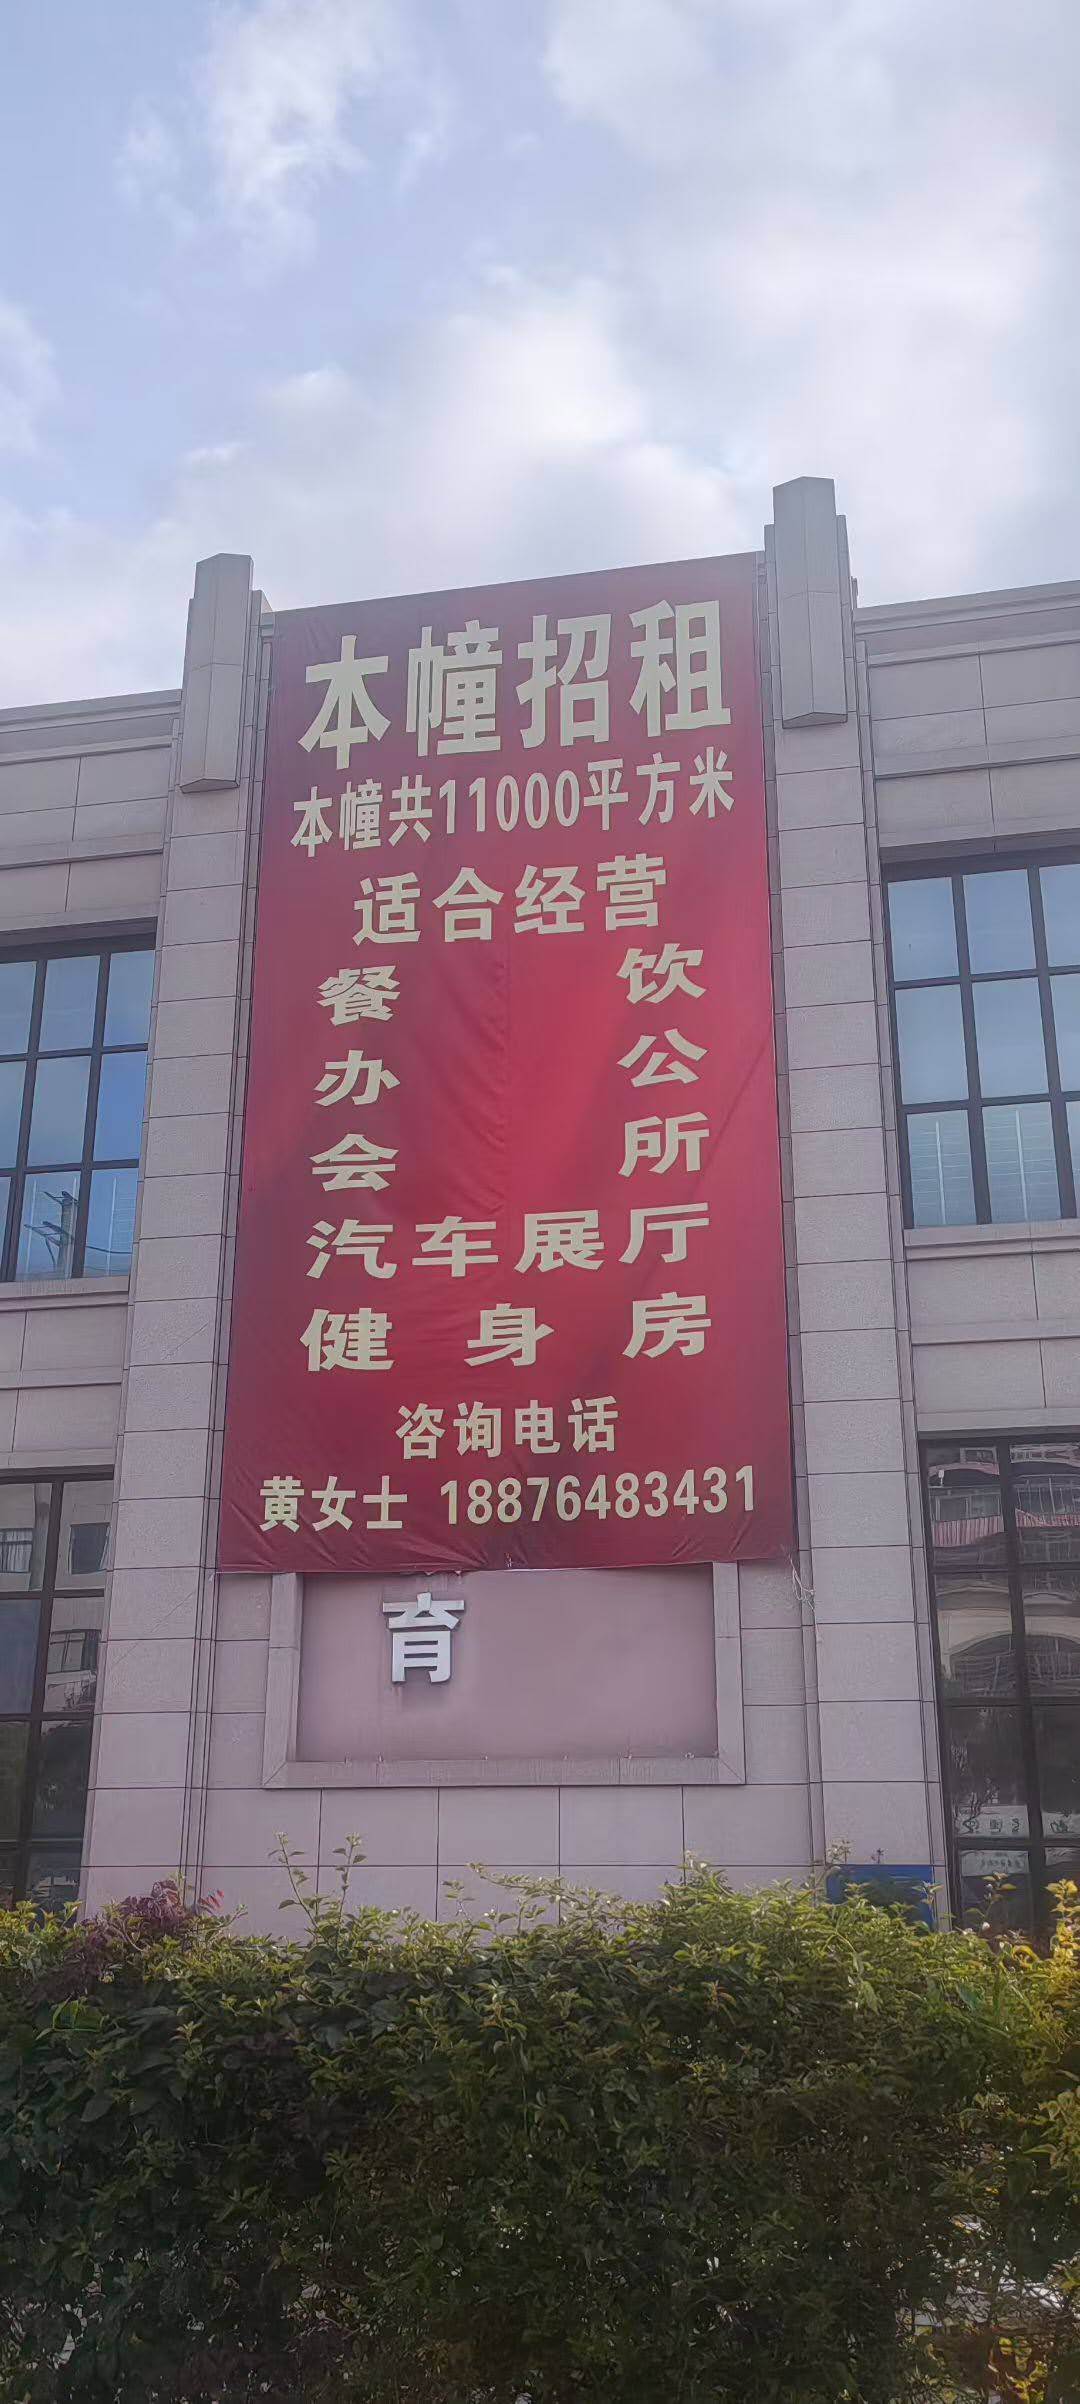 本幢招租
本幢共11000平方米
适合经营
餐饮
办公
会所
汽车展厅
健身房
咨询电话
黄女士 18876483431
育